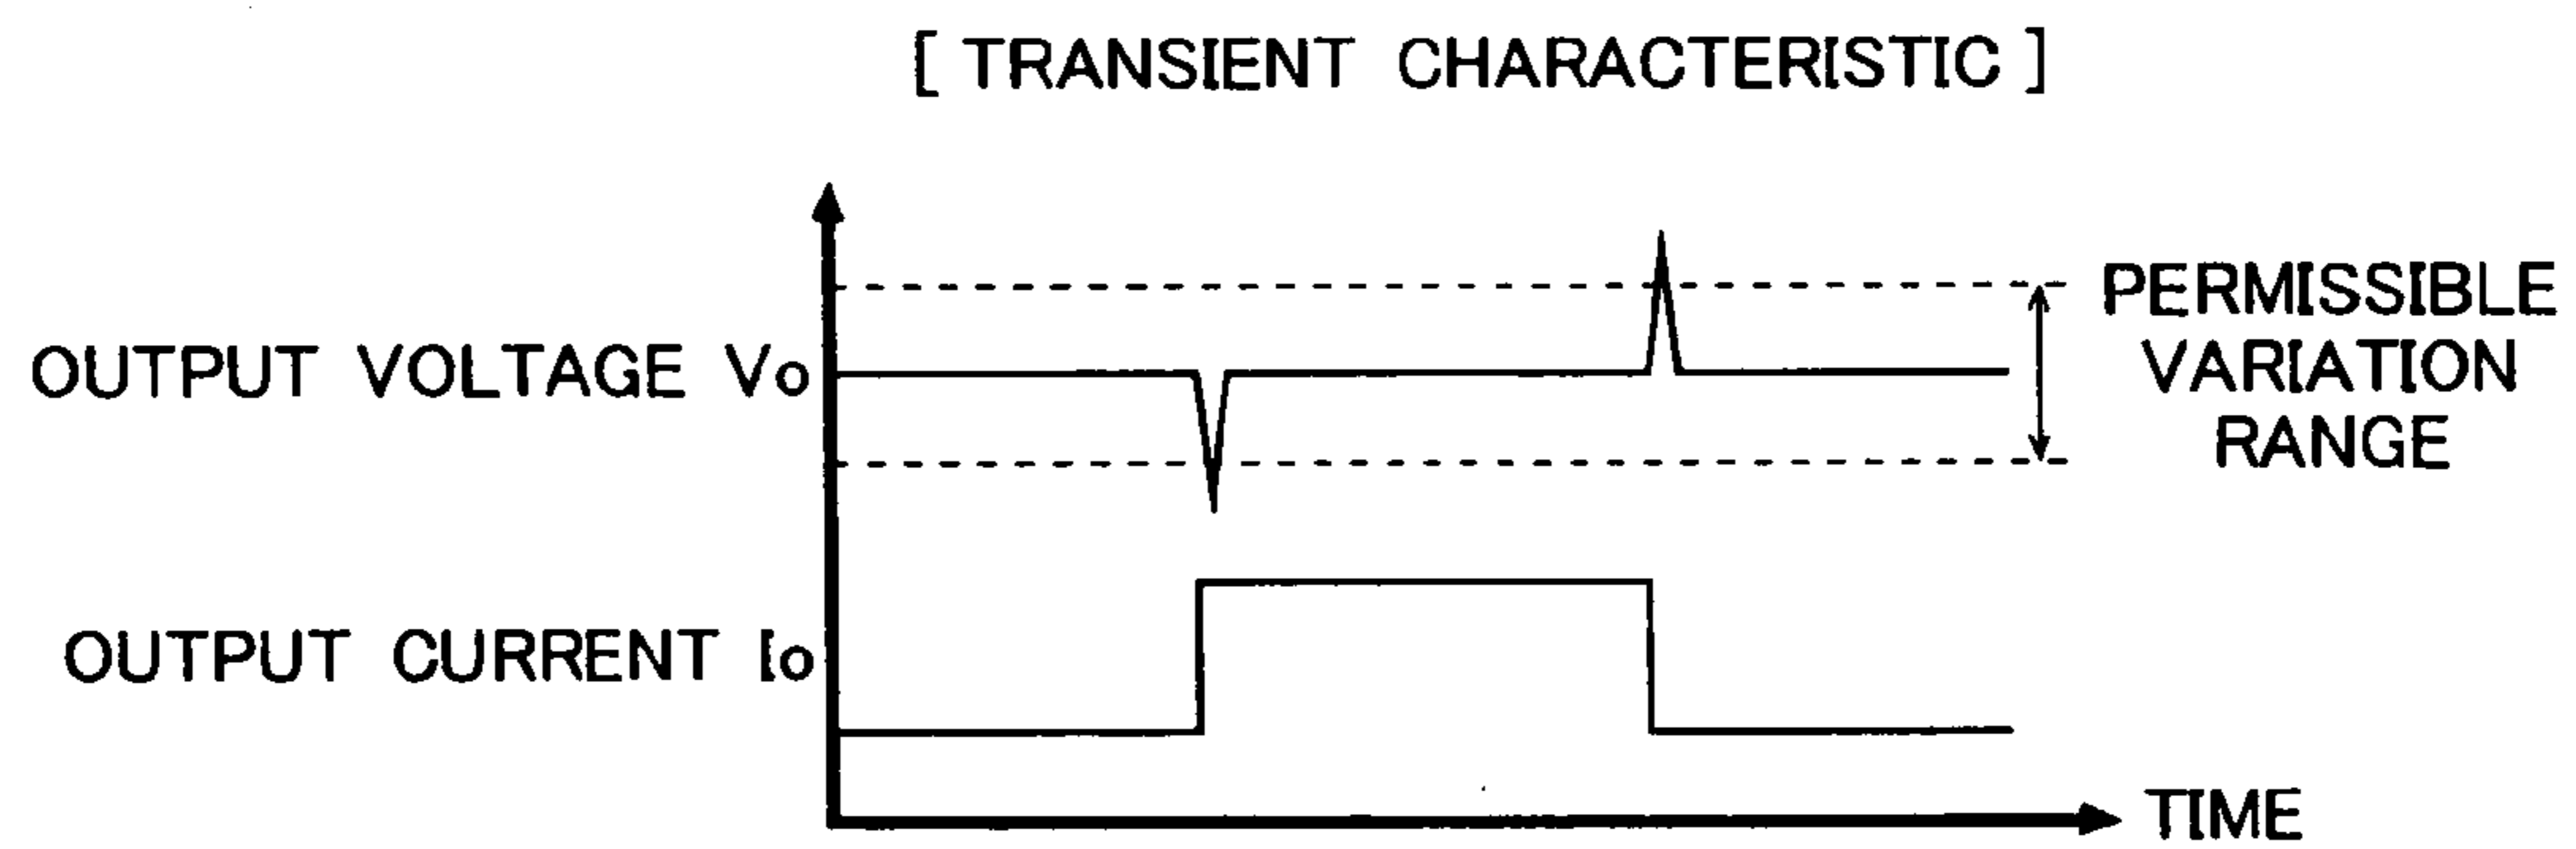 [ TRANSIENT CHARACTERISTIC ]
OUTPUT VOLTAGE Vo
PERMISSIBLE
VARIATION
RANGE
OUTPUT CURRENT Io
TIME